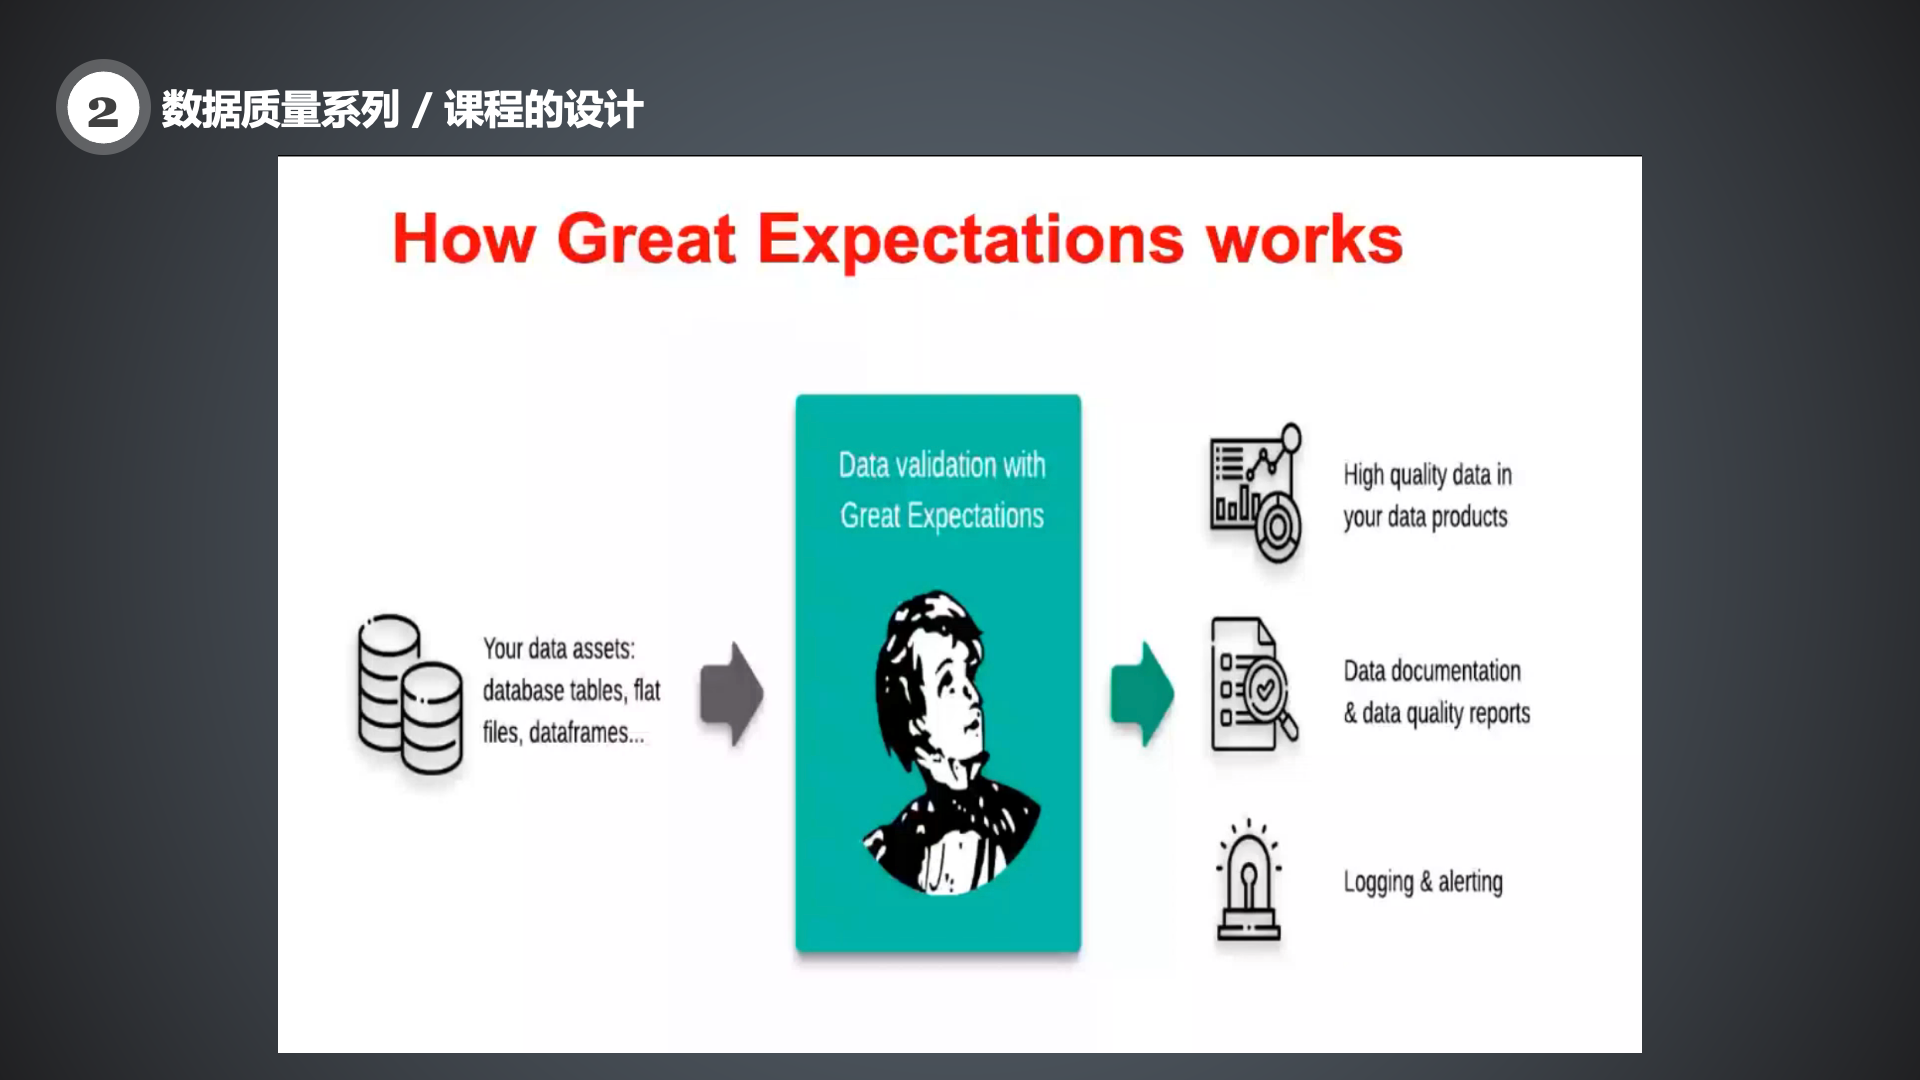 2
数据质量系列 / 课程的设计
How Great Expectations works
Your data assets:
database tables, flat
files, dataframes...
Data validation with
Great Expectations
High quality data in
your data products
Data documentation
& data quality reports
Logging & alerting